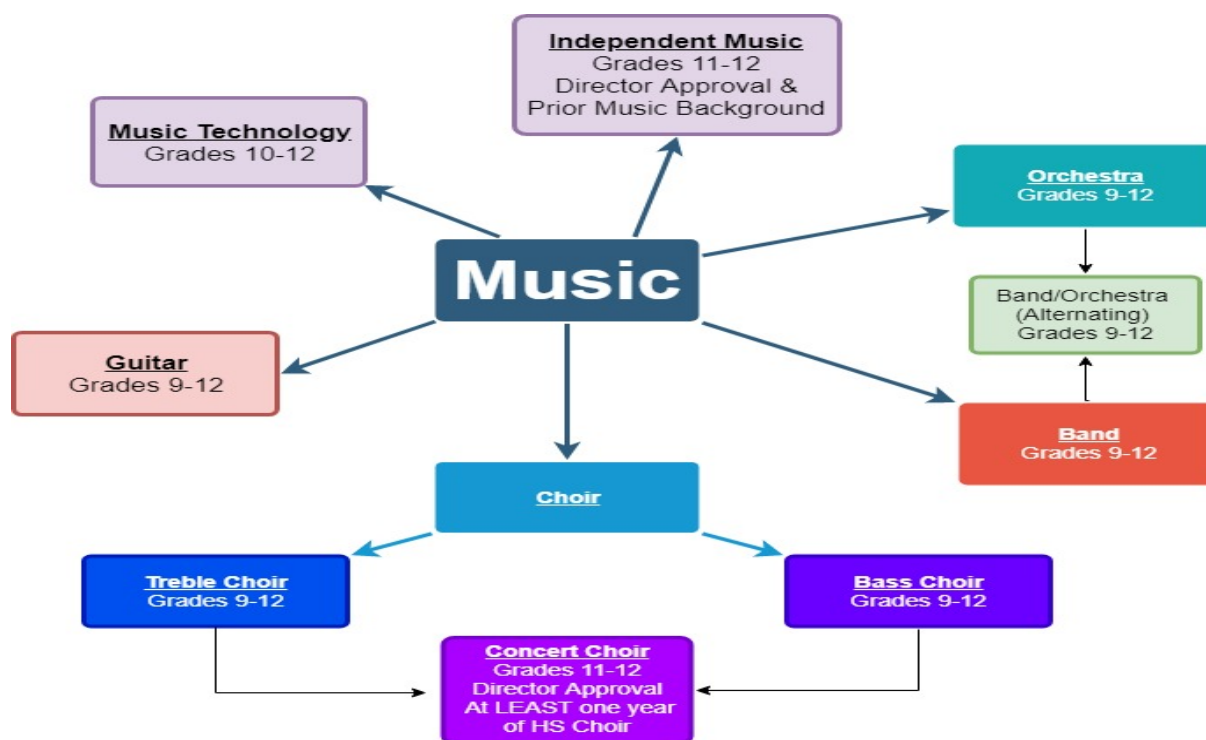 Independent Music
Grades 11-12
Director Approval &
Prior Music Background
Music Technology
Grades 10-12
Orchestra
Grades 9-12
Music
Band/Orchestra
(Alternating)
Grades 9-12
Guitar
Grades 9-12
Band
Grades 9-12
Choir
Treble Choir
Grades 9-12
Bass Choir
Grades 9-12
Concert Choir
Grades 11-12
Director Approval
At LEAST one year
of HS Choir